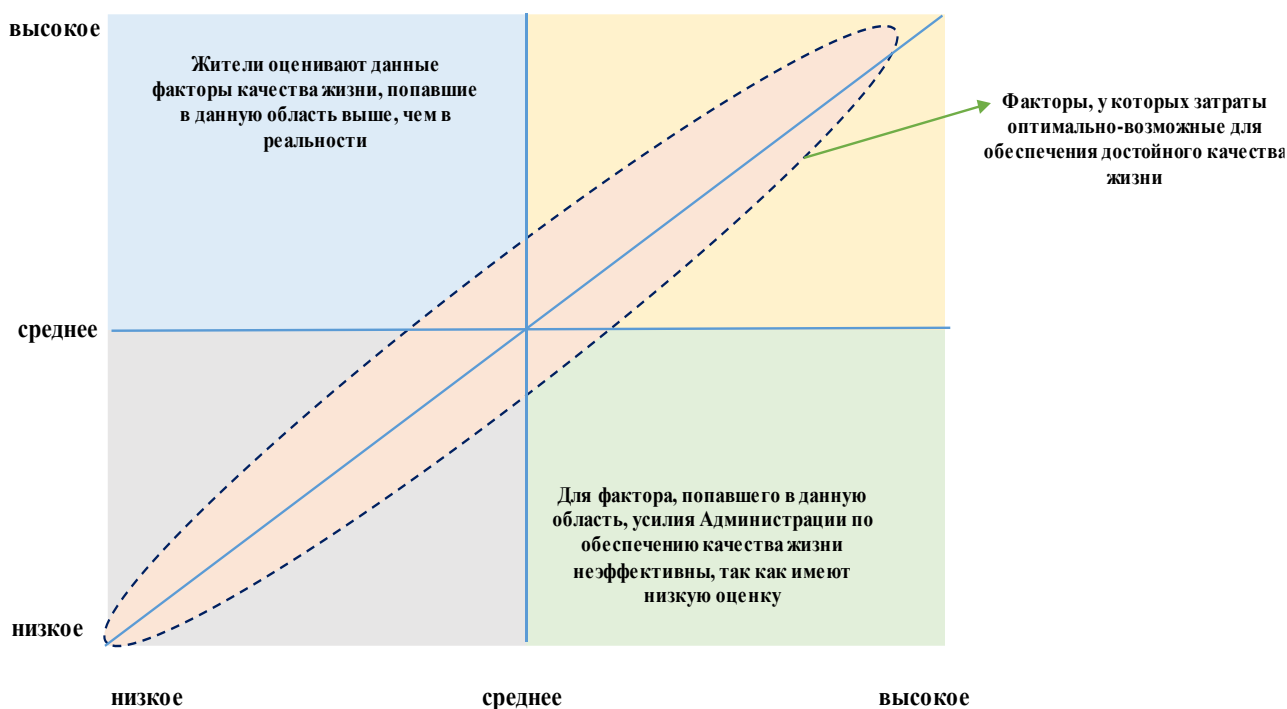 высокое
Жители оценивают данные
факторы качества жизни, попавшие
в данную область выше, чем в
реальности
Факторы, у которых затраты
оптимально-возможные для
обеспечения достойного качества
жизни
среднее
Для фактора, попавшего в данную
область, усилия Администрации по
обеспечению качества жизни
неэффективны, так как имеют
низкую оценку
низкое
низкое
среднее
высокое